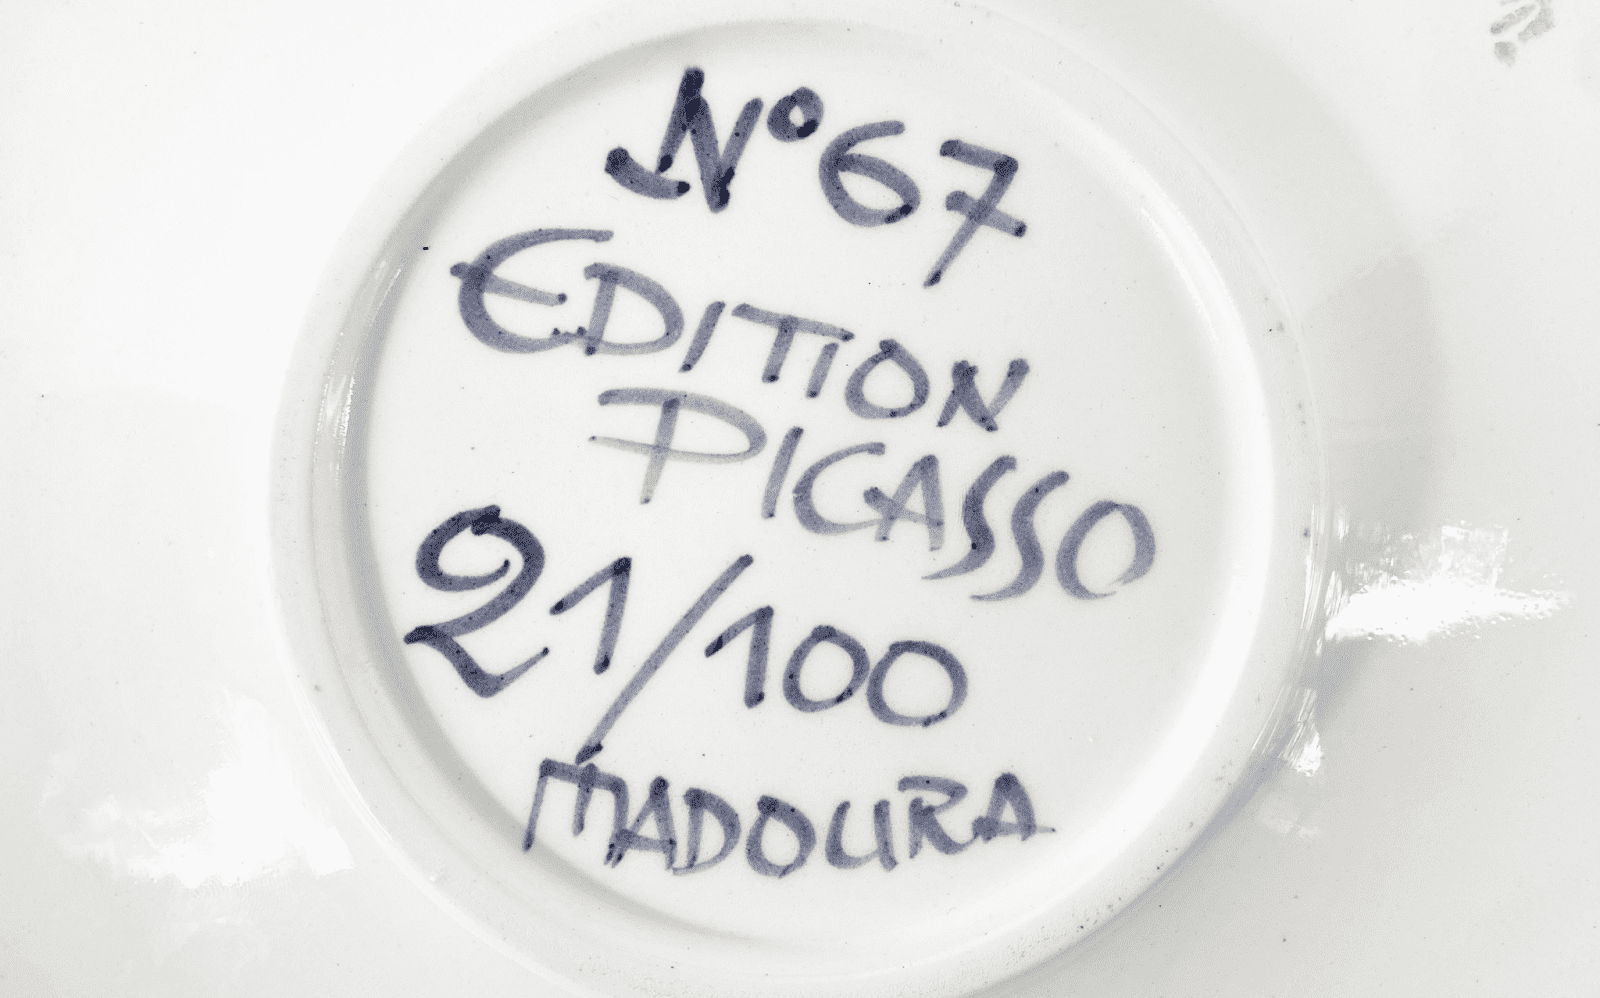 N° 67
EDITION
PICASSO
21/100
MADOURA